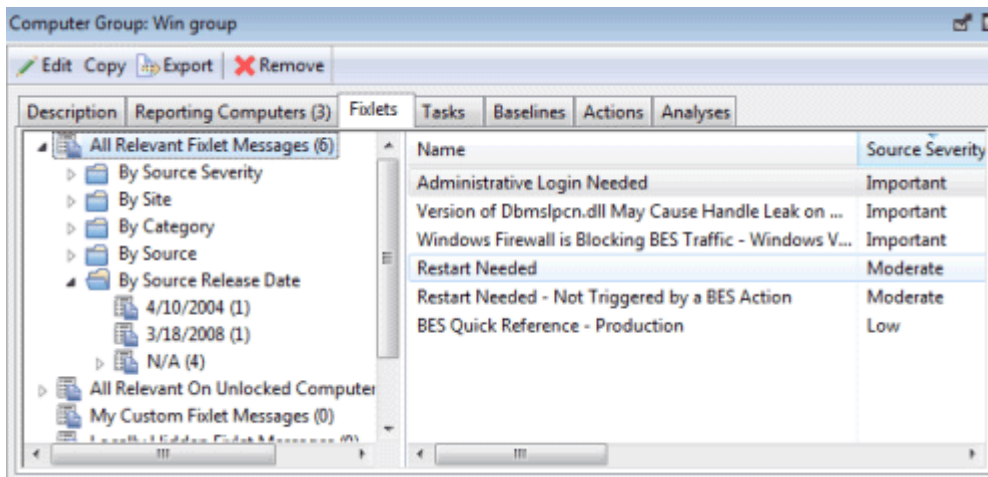 Computer Group: Win group
Edit Copy Export Remove
Description Reporting Computers (3) Fixlets Tasks Baselines Actions Analyses
All Relevant Fixlet Messages (6)
By Source Severity
By Site
By Category
By Source
By Source Release Date
4/10/2004 (1)
3/18/2008 (1)
N/A (4)
All Relevant On Unlocked Computer
My Custom Fixlet Messages (0)
Name Source Severity
Administrative Login Needed Important
Version of Dbmslpcn.dll May Cause Handle Leak on ... Important
Windows Firewall is Blocking BES Traffic - Windows V... Important
Restart Needed Moderate
Restart Needed - Not Triggered by a BES Action Moderate
BES Quick Reference - Production Low